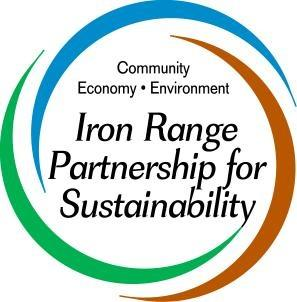 Community
Economy • Environment
Iron Range
Partnership for
Sustainability